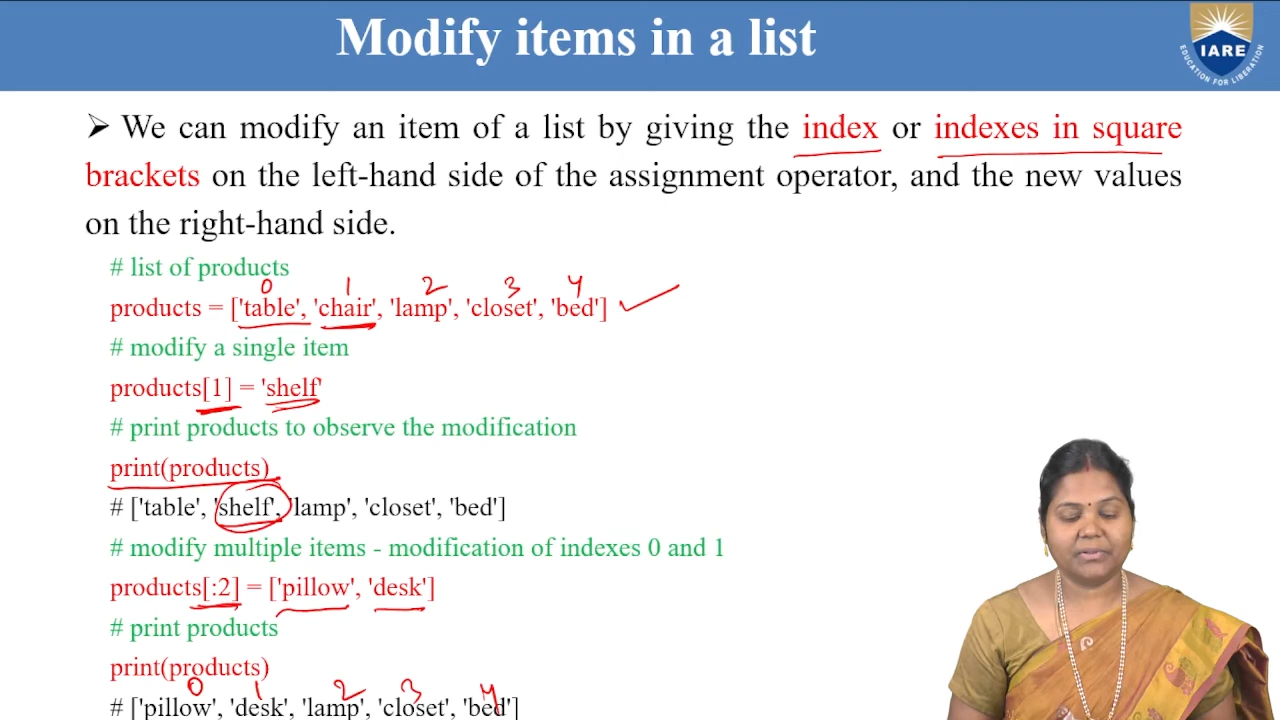 Modify items in a list
IARE
EDUCATION FOR LIBERATION
➤ We can modify an item of a list by giving the index or indexes in square
brackets on the left-hand side of the assignment operator, and the new values
on the right-hand side.
# list of products
0 1 2 3 4
products = ['table', 'chair', 'lamp', 'closet', 'bed']
# modify a single item
products[1] = 'shelf'
# print products to observe the modification
print(products)
# ['table', 'shelf', 'lamp', 'closet', 'bed']
# modify multiple items - modification of indexes 0 and 1
products[:2] = ['pillow', 'desk']
# print products
print(products)
0 1 2 3 4
# ['pillow', 'desk', 'lamp', 'closet', 'bed']